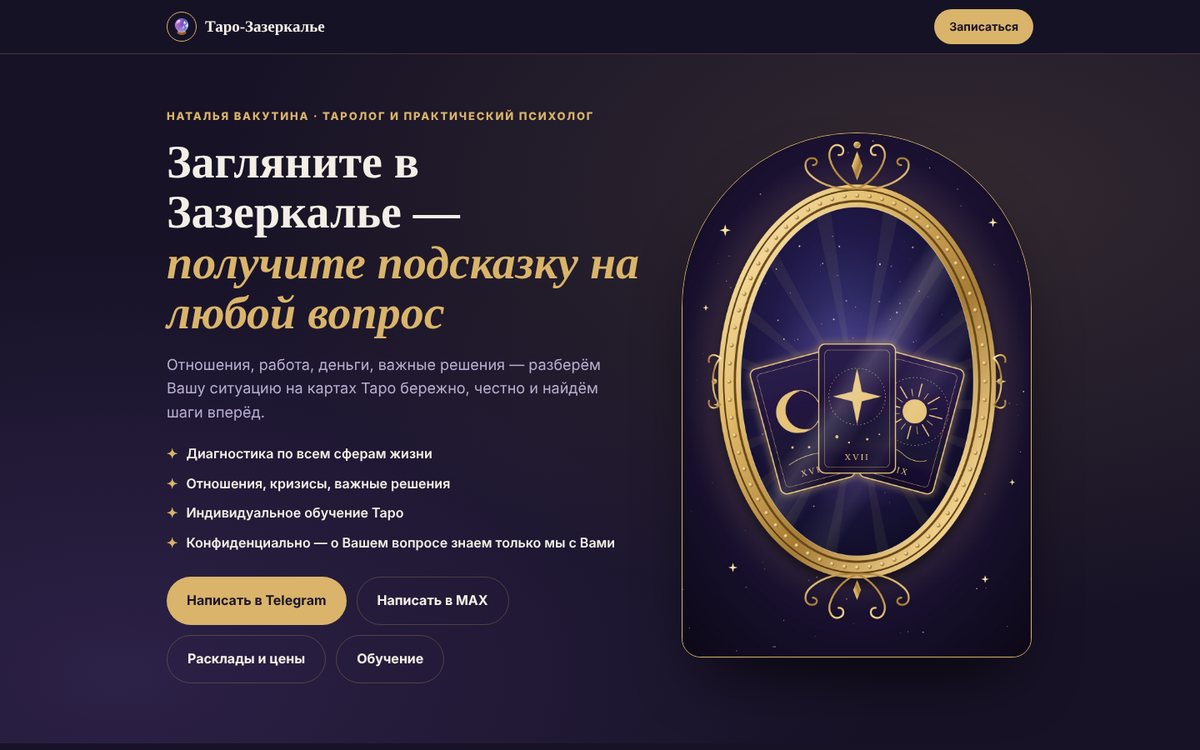 Таро-Зазеркалье
Записаться
НАТАЛЬЯ ВАКУТИНА · ТАРОЛОГ И ПРАКТИЧЕСКИЙ ПСИХОЛОГ
Загляните в
Зазеркалье —
получите подсказку на
любой вопрос
Отношения, работа, деньги, важные решения — разберём
Вашу ситуацию на картах Таро бережно, честно и найдём
шаги вперёд.
✦ Диагностика по всем сферам жизни
✦ Отношения, кризисы, важные решения
✦ Индивидуальное обучение Таро
✦ Конфиденциально — о Вашем вопросе знаем только мы с Вами
Написать в Telegram
Написать в MAX
Расклады и цены
Обучение
XVII